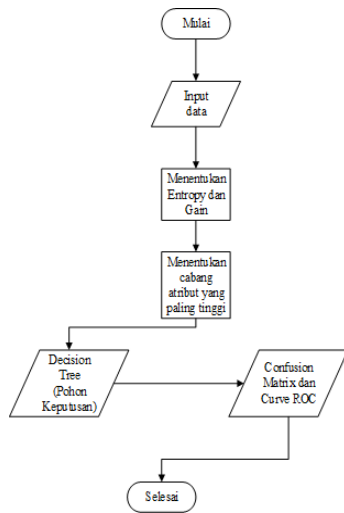 Mulai
Input
data
Menentukan
Entropy dan
Gain
Menentukan
cabang
atribut yang
paling tinggi
Decision
Tree
(Pohon
Keputusan)
Confusion
Matrix dan
Curve ROC
Selesai